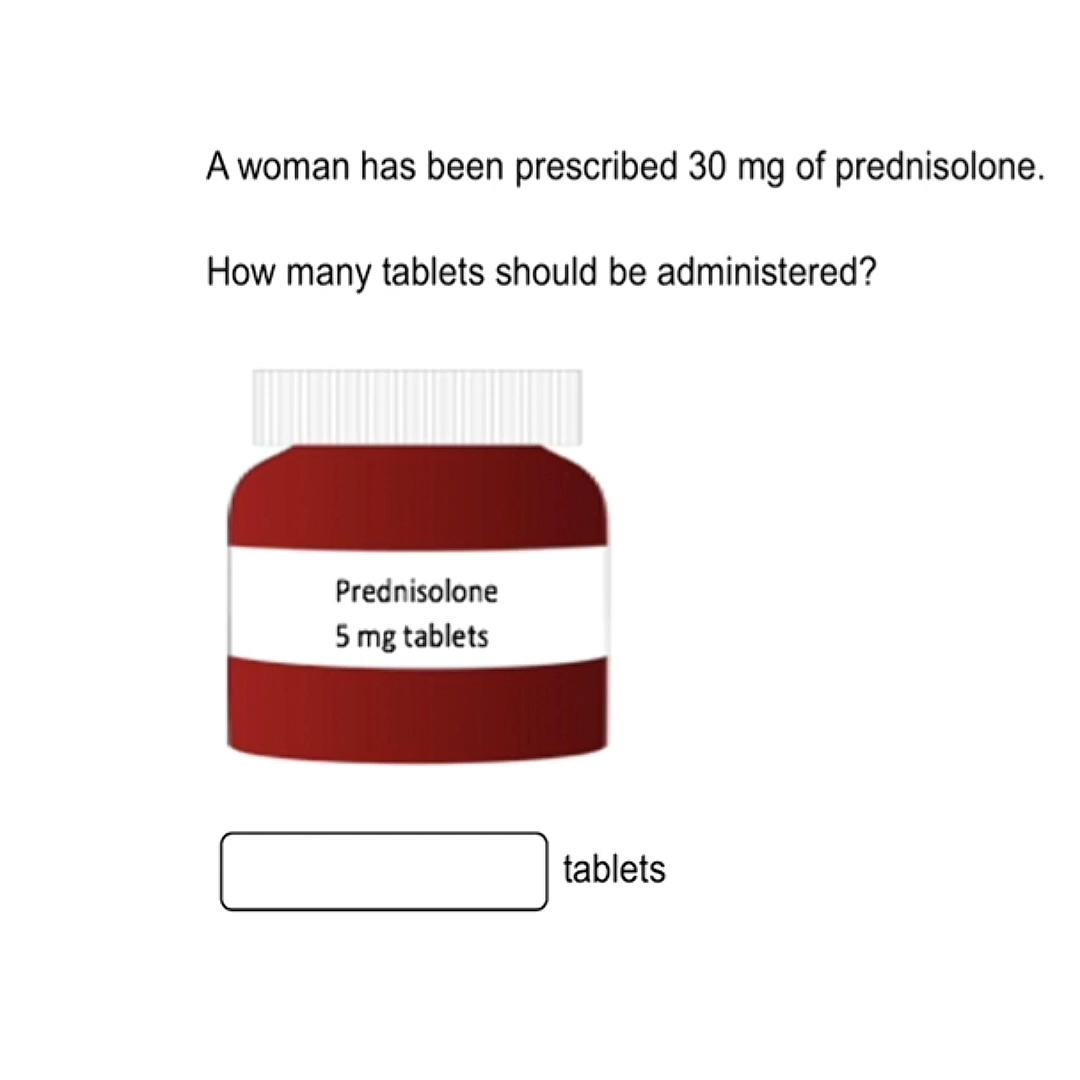 A woman has been prescribed 30 mg of prednisolone.
How many tablets should be administered?
Prednisolone
5 mg tablets
tablets